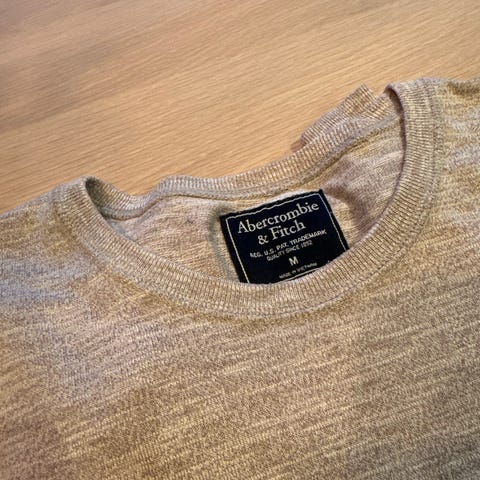 Abercrombie
& Fitch
REG. U.S. PAT. TRADEMARK
QUALITY SINCE 1892
M
MADE IN VIETNAM